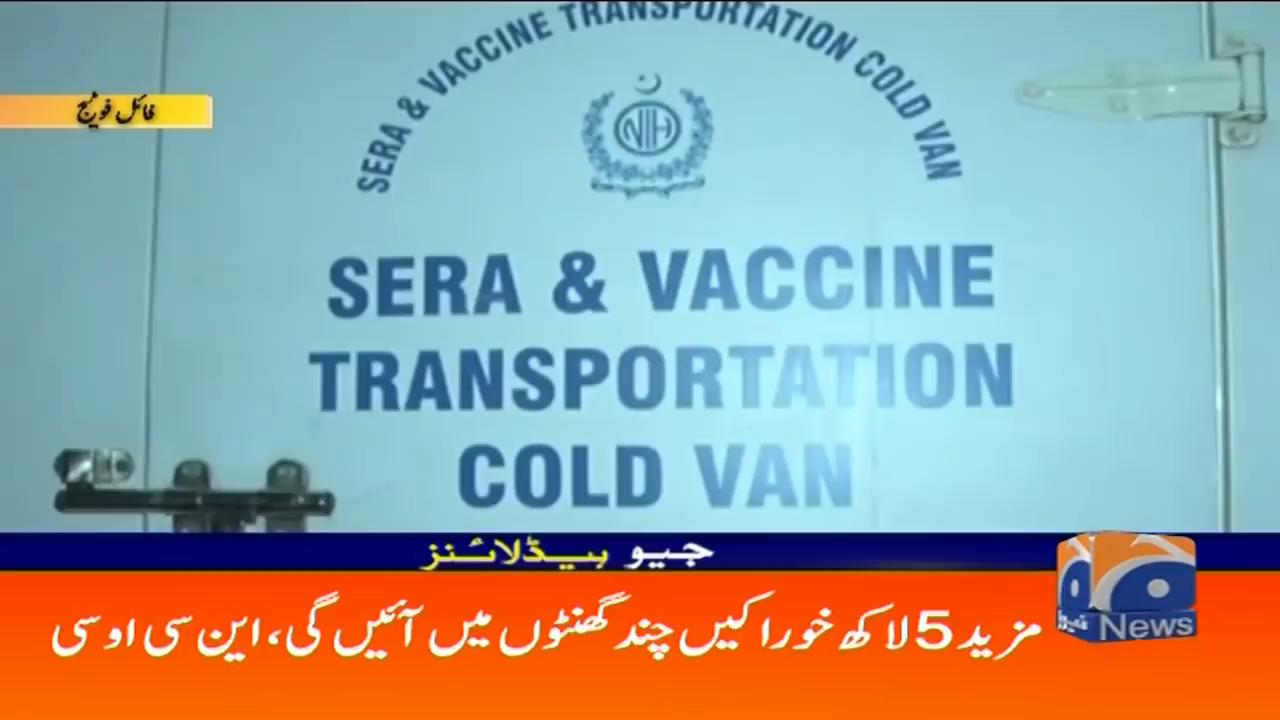 SERA & VACCINE TRANSPORTATION COLD VAN
فائل فوٹیج
NIH
SERA & VACCINE
TRANSPORTATION
COLD VAN
جیو ہیڈلائنز
مزید 5 لاکھ خوراکیں چند گھنٹوں میں آئیں گی، این سی او سی
نیوز News